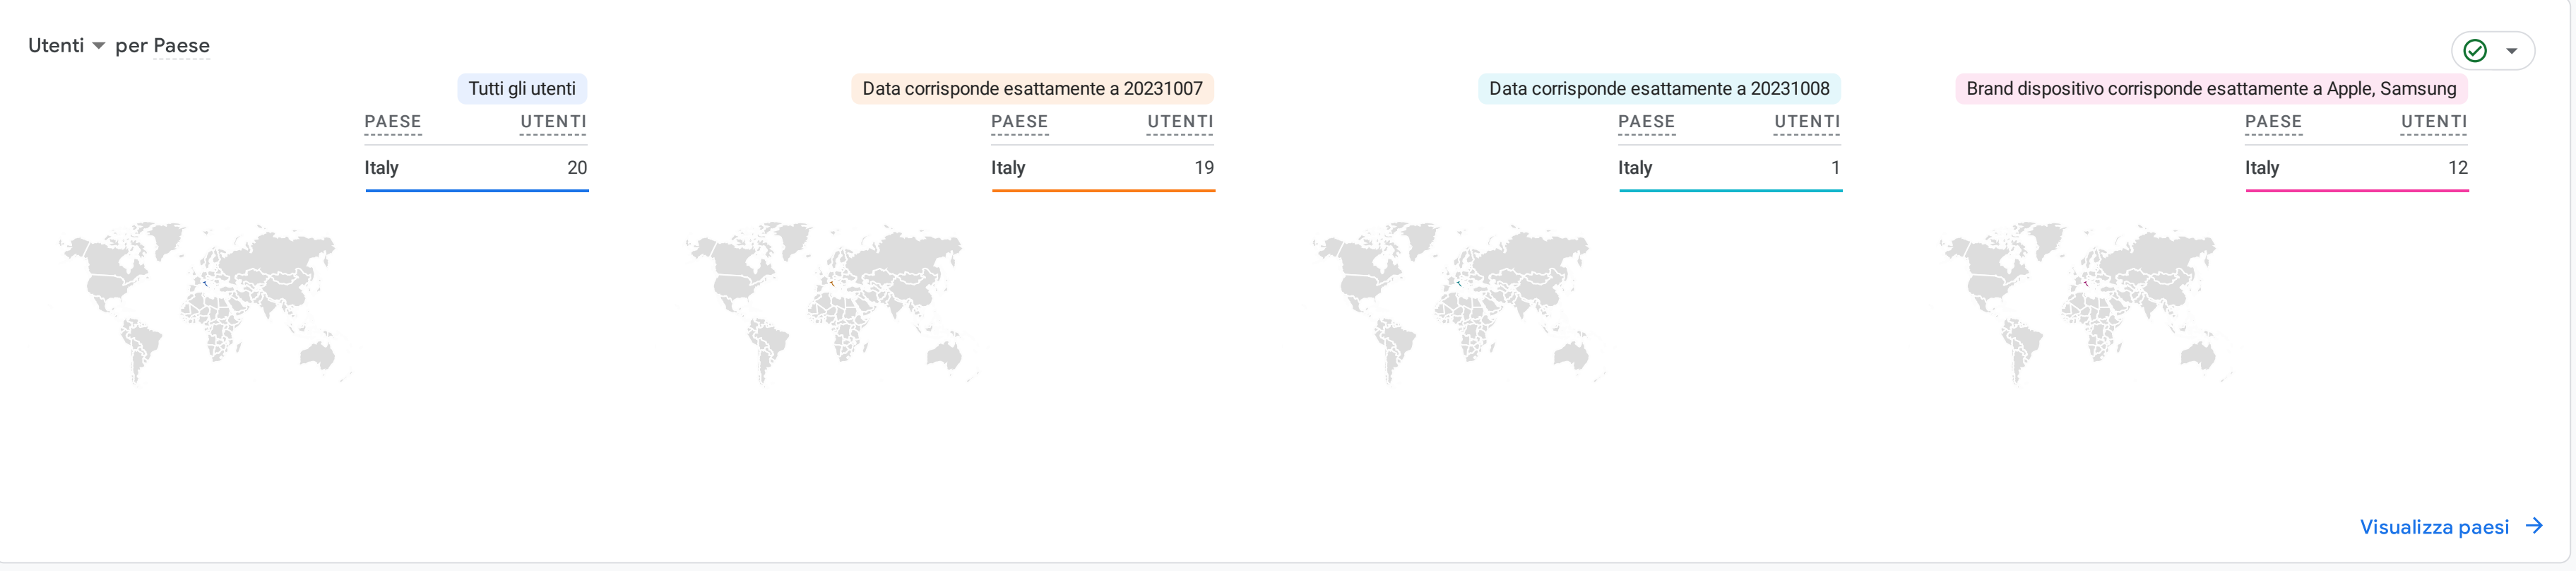 Utenti per Paese
Tutti gli utenti
PAESE UTENTI
Italy 20
Data corrisponde esattamente a 20231007
PAESE UTENTI
Italy 19
Data corrisponde esattamente a 20231008
PAESE UTENTI
Italy 1
Brand dispositivo corrisponde esattamente a Apple, Samsung
PAESE UTENTI
Italy 12
Visualizza paesi